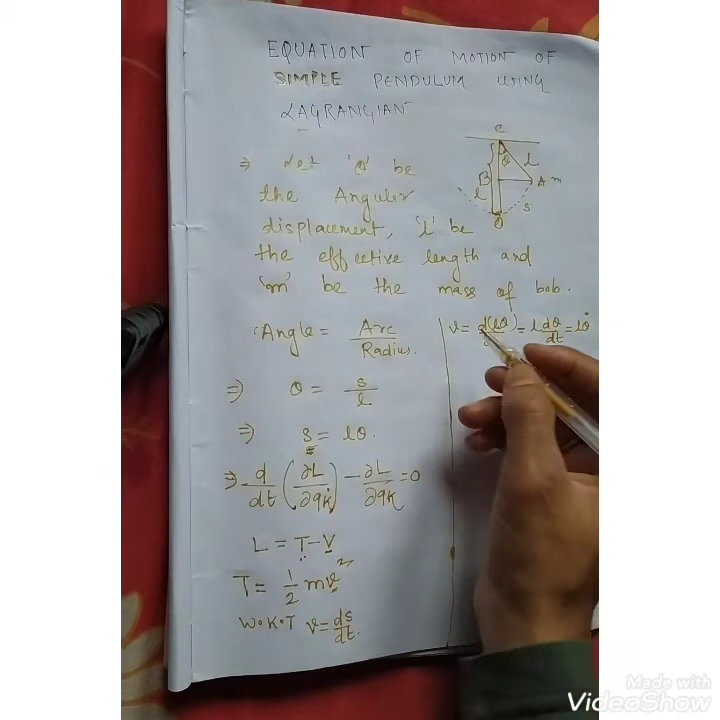 EQUATION OF MOTION OF
SIMPLE PENDULUM USING
LAGRANGIAN
⇒ Let 'θ' be
the Angular
displacement, 'l' be
the effective length and
'm' be the mass of bob.
C
θ l
B A m
l s
O
Angle = Arc/Radius.
⇒ θ = s/l
⇒ s = lθ.
⇒ d/dt (∂L/∂q̇k) - ∂L/∂qk = 0
L = T-V
T = 1/2 mv²
W.K.T v = ds/dt.
v = d(lθ) = l dθ/dt = lθ̇
Made with
VideoShow